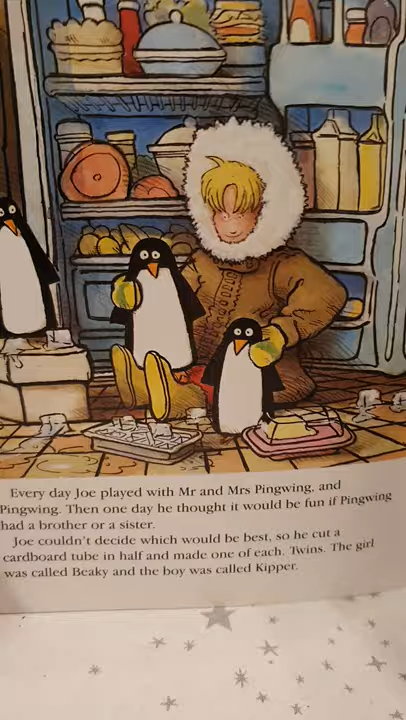 Every day Joe played with Mr and Mrs Pingwing, and
Pingwing. Then one day he thought it would be fun if Pingwing
had a brother or a sister.
Joe couldn't decide which would be best, so he cut a
cardboard tube in half and made one of each. Twins. The girl
was called Beaky and the boy was called Kipper.